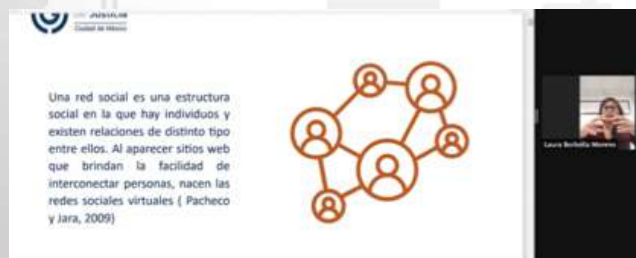 de Justicia
Ciudad de México
Una red social es una estructura
social en la que hay individuos y
existen relaciones de distinto tipo
entre ellos. Al aparecer sitios web
que brindan la facilidad de
interconectar personas, nacen las
redes sociales virtuales ( Pacheco
y Jara, 2009)
Laura Borbolla Moreno